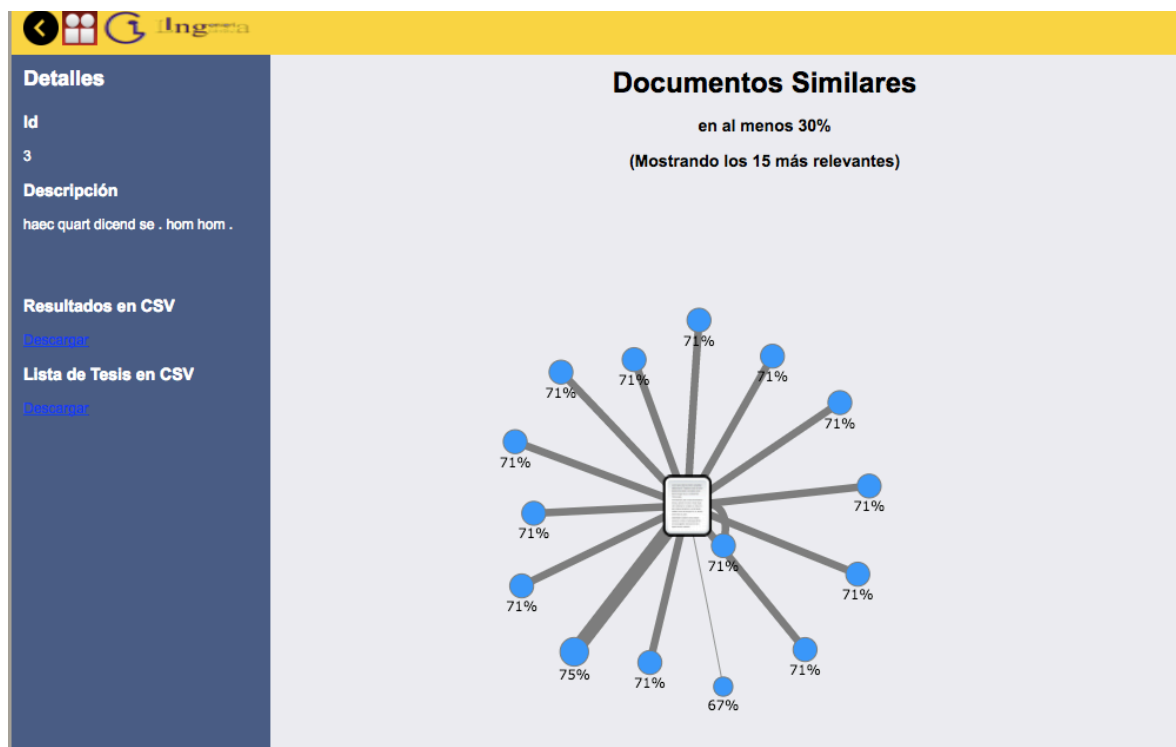 Detalles
Id
3
Descripción
haec quart dicend se . hom hom .
Resultados en CSV
Descargar
Lista de Tesis en CSV
Descargar
Documentos Similares
en al menos 30%
(Mostrando los 15 más relevantes)
71%
71%
71%
71%
71%
71%
71%
71%
71%
71%
71%
71%
75%
71%
67%